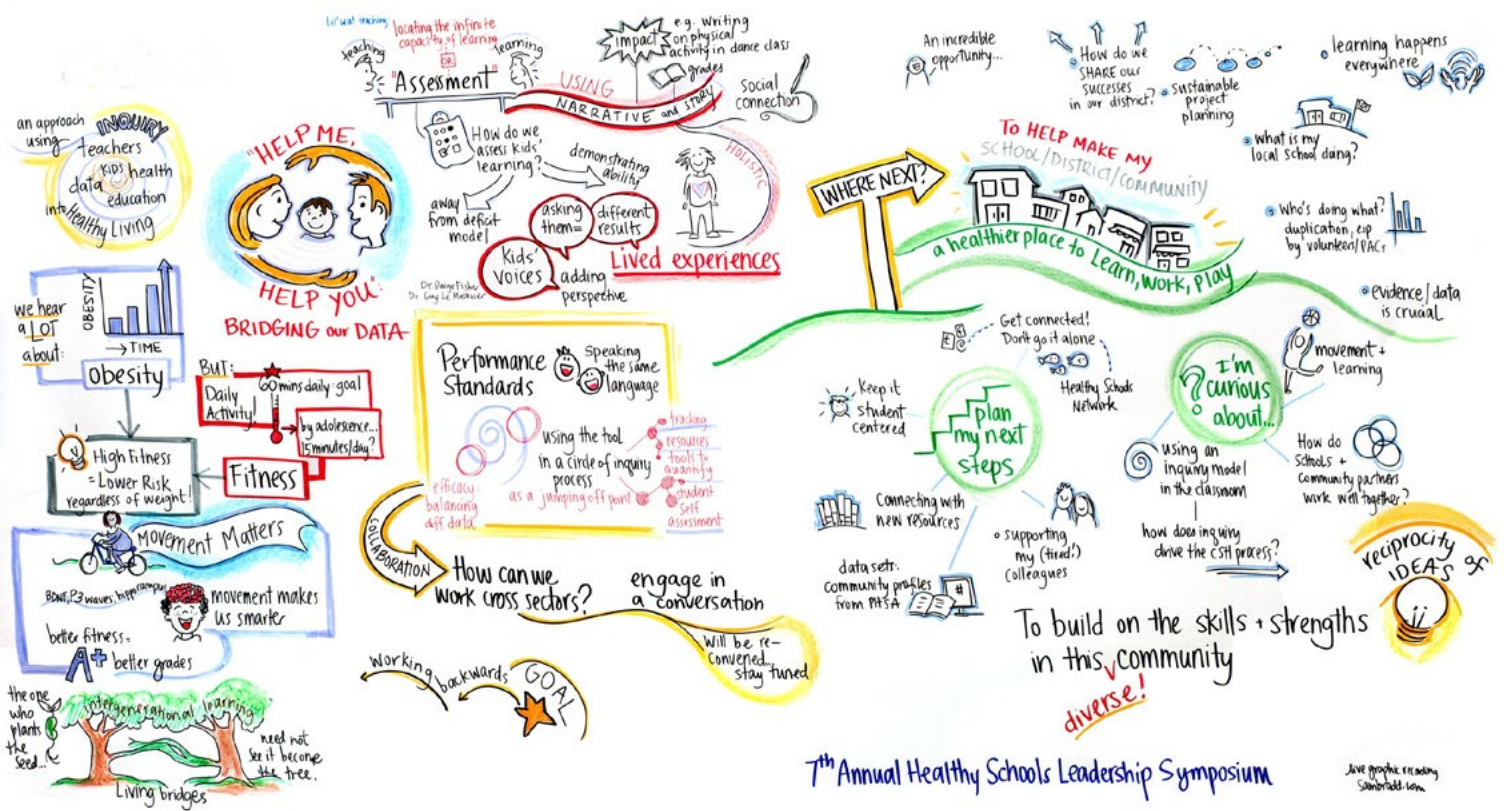 an approach
using
INQUIRY
teachers
KIDS
health
data
education
into Healthy Living
"HELP ME,
HELP YOU":
BRIDGING our DATA
we hear
a LOT
about:
OBESITY
→ TIME
Obesity
BUT:
Daily
Activity!
60 mins daily: goal
by adolescence...
15 minutes/day?
Fitness
High Fitness
= Lower Risk
regardless of weight!
Movement Matters
BDNF, P3 waves, hippocampus
movement makes
us smarter
better fitness =
A+ better grades
the one
who
plants
the
seed...
intergenerational learning
need not
see it become
the tree.
Living bridges
locating the infinite
capacity of learning
OR
teaching
learning
"Assessment"
USING
NARRATIVE and STORY
impact
e.g. writing
on physical
activity in dance class
grades
Social
connection
HOLISTIC
How do we
assess kids'
learning?
demonstrating
ability
away
from deficit
model
asking
them=
different
results
Kids'
voices
adding
perspective
Lived experiences
Performance
Standards
Speaking
the same
language
using the tool
in a circle of inquiry
process
as a jumping off point
tracking
resources
tools to
quantify
student
self
assessment
efficacy:
balancing
diff data
COLLABORATION
How can we
work cross sectors?
engage in
a conversation
Will be re-
convened...
stay tuned
Working
backwards
GOAL
An incredible
opportunity...
How do we
SHARE our
successes
in our district?
sustainable
project
planning
learning happens
everywhere
what is my
local school doing?
Who's doing what?
duplication, esp
by volunteers/PACs
evidence/data
is crucial
WHERE NEXT?
To HELP MAKE MY
SCHOOL/DISTRICT/COMMUNITY
a healthier place to Learn, work, play
Get connected!
Don't go it alone
Healthy Schools
Network
Keep it
student
centered
plan
my next
steps
Connecting with
new resources
supporting
my (tired!)
colleagues
data sets:
community profiles
from PHSA
#
? I'm
curious
about...
movement +
learning
using an
inquiry model
in the classroom
how does inquiry
drive the CSH process?
How do
schools +
community partners
work well together?
reciprocity of
IDEAS
To build on the skills + strengths
in this community
diverse!
7th Annual Healthy Schools Leadership Symposium
live graphic recording